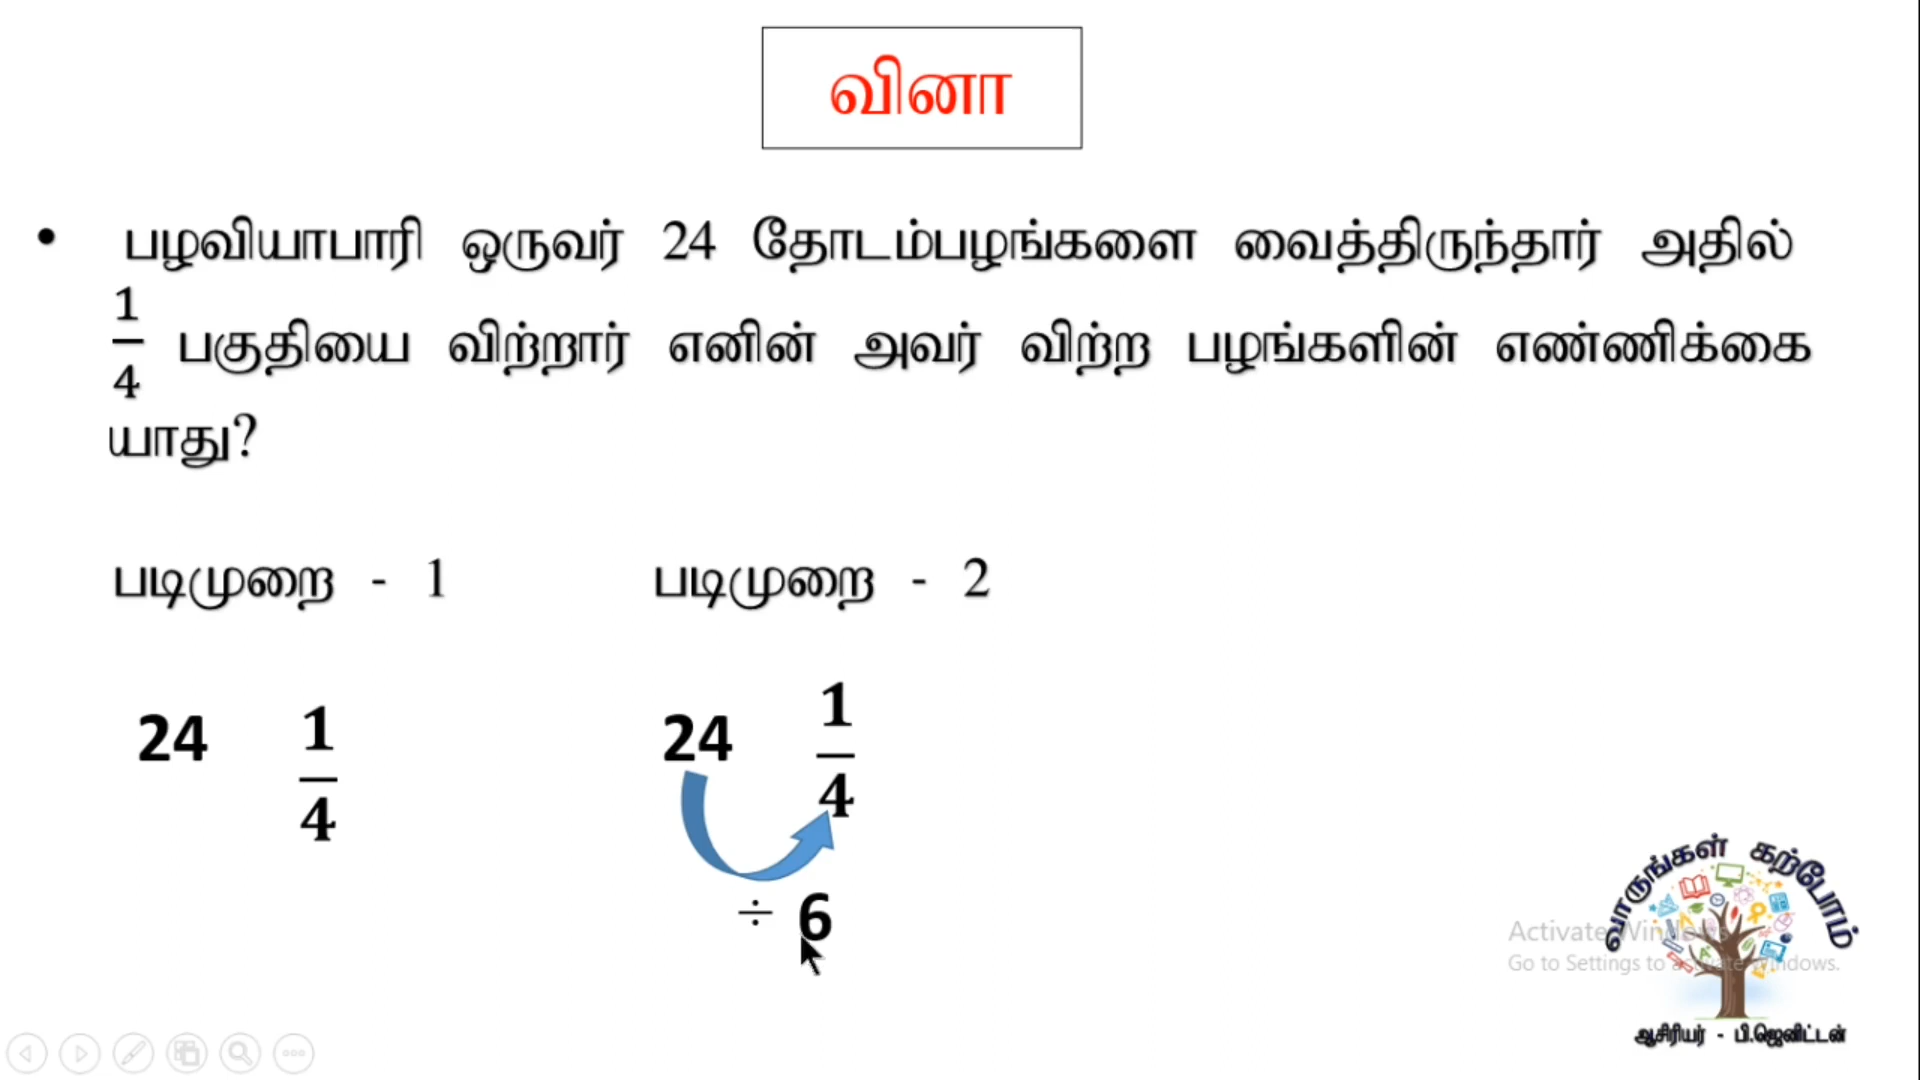 வினா
• பழவியாபாரி ஒருவர் 24 தோடம்பழங்களை வைத்திருந்தார் அதில்
1/4 பகுதியை விற்றார் எனின் அவர் விற்ற பழங்களின் எண்ணிக்கை
யாது?
படிமுறை - 1 படிமுறை - 2
24 1/4 24 1/4
÷ 6
வாருங்கள் கற்போம்
Activate Windows
Go to Settings to activate Windows.
ஆசிரியர் - பி.ஜெனிட்டன்